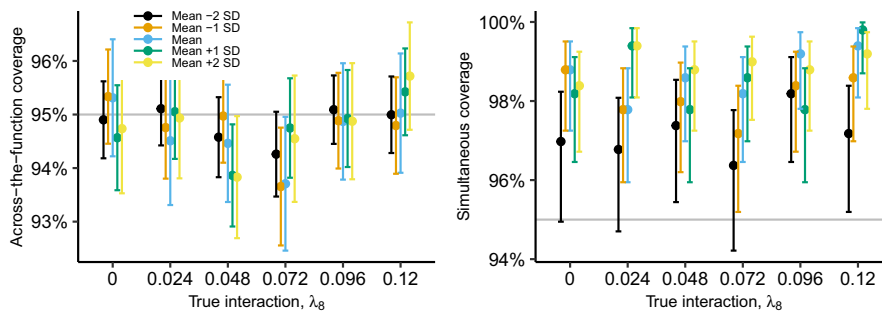 Mean −2 SD
Mean −1 SD
Mean
Mean +1 SD
Mean +2 SD
Across−the−function coverage
96%
95%
94%
93%
0 0.024 0.048 0.072 0.096 0.12
True interaction, λ8
Simultaneous coverage
100%
98%
96%
94%
0 0.024 0.048 0.072 0.096 0.12
True interaction, λ8